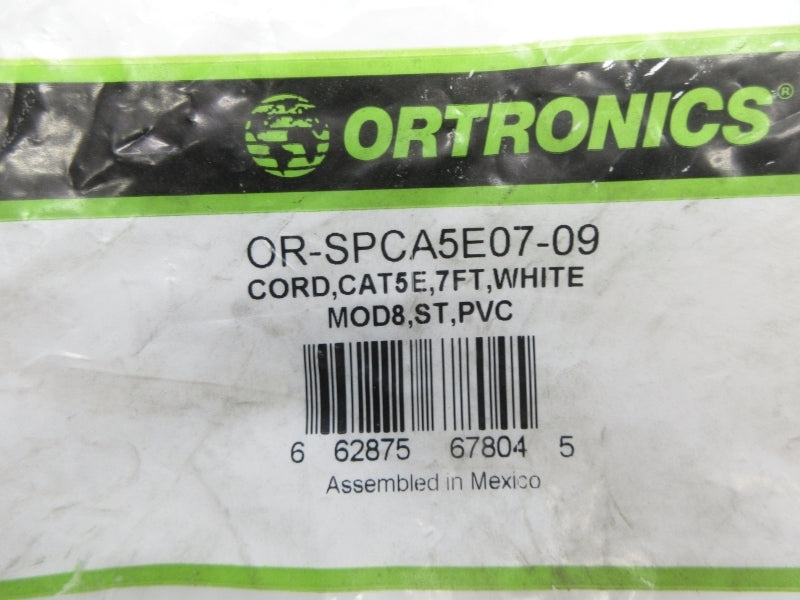 ORTRONICS®
OR-SPCA5E07-09
CORD,CAT5E,7FT,WHITE
MOD8,ST,PVC
6 62875 67804 5
Assembled in Mexico